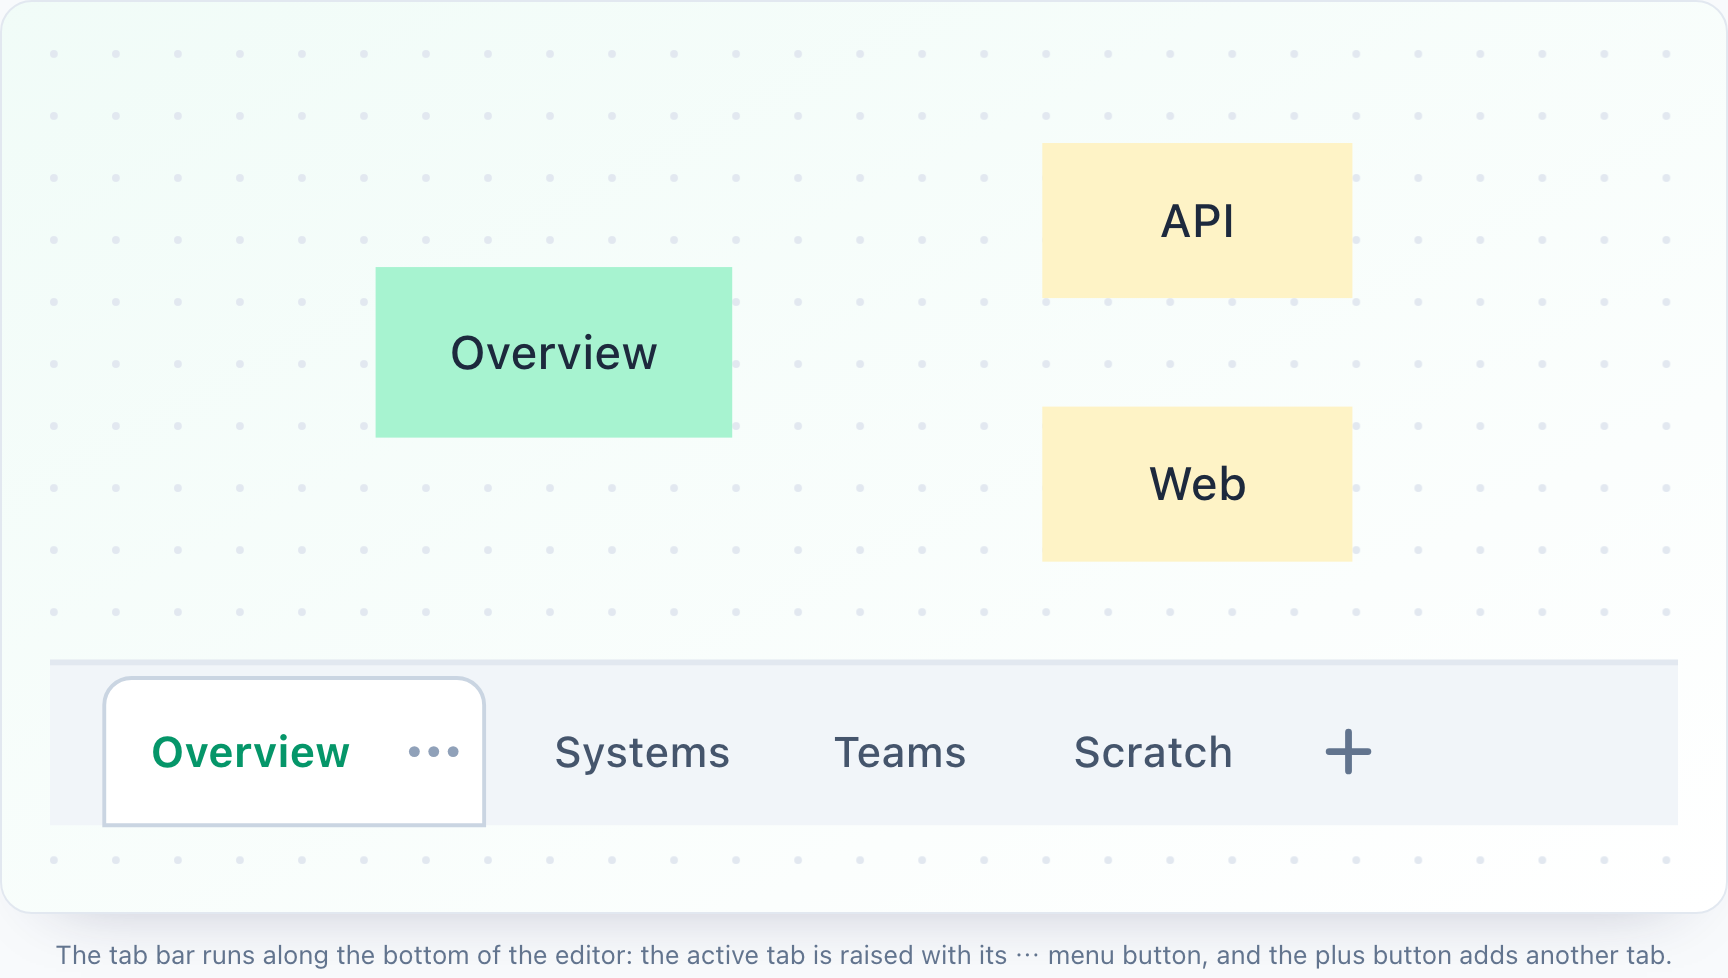 API
Overview
Web
Overview ··· Systems Teams Scratch +
The tab bar runs along the bottom of the editor: the active tab is raised with its ··· menu button, and the plus button adds another tab.